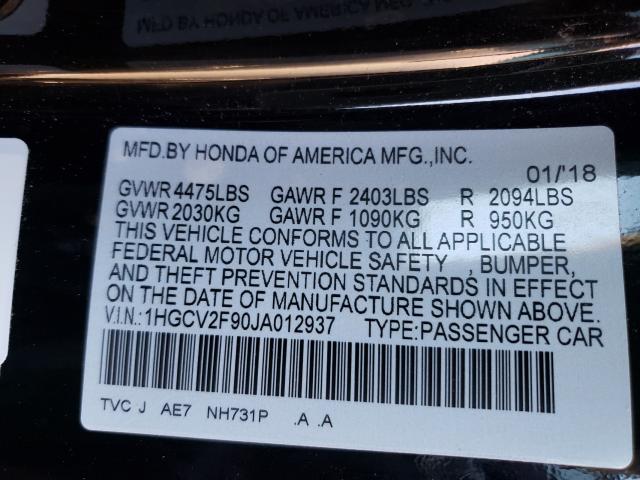 MFD.BY HONDA OF AMERICA MFG.,INC.
01/'18
GVWR 4475LBS GAWR F 2403LBS R 2094LBS
GVWR 2030KG GAWR F 1090KG R 950KG
THIS VEHICLE CONFORMS TO ALL APPLICABLE
FEDERAL MOTOR VEHICLE SAFETY , BUMPER,
AND THEFT PREVENTION STANDARDS IN EFFECT
ON THE DATE OF MANUFACTURE SHOWN ABOVE.
V.I.N.:1HGCV2F90JA012937 TYPE:PASSENGER CAR
TVC J AE7 NH731P .A .A